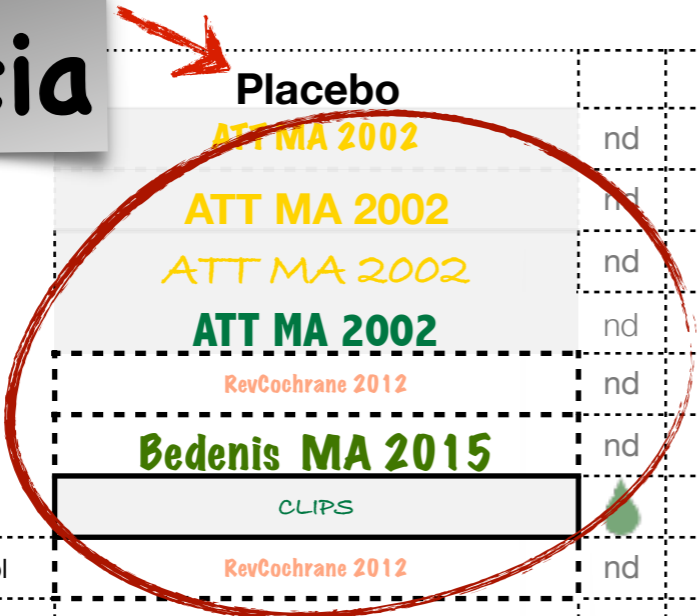 cia
Placebo
ATT MA 2002 nd
ATT MA 2002 nd
ATT MA 2002 nd
ATT MA 2002 nd
RevCochrane 2012 nd
Bedenis MA 2015 nd
CLIPS
l RevCochrane 2012 nd